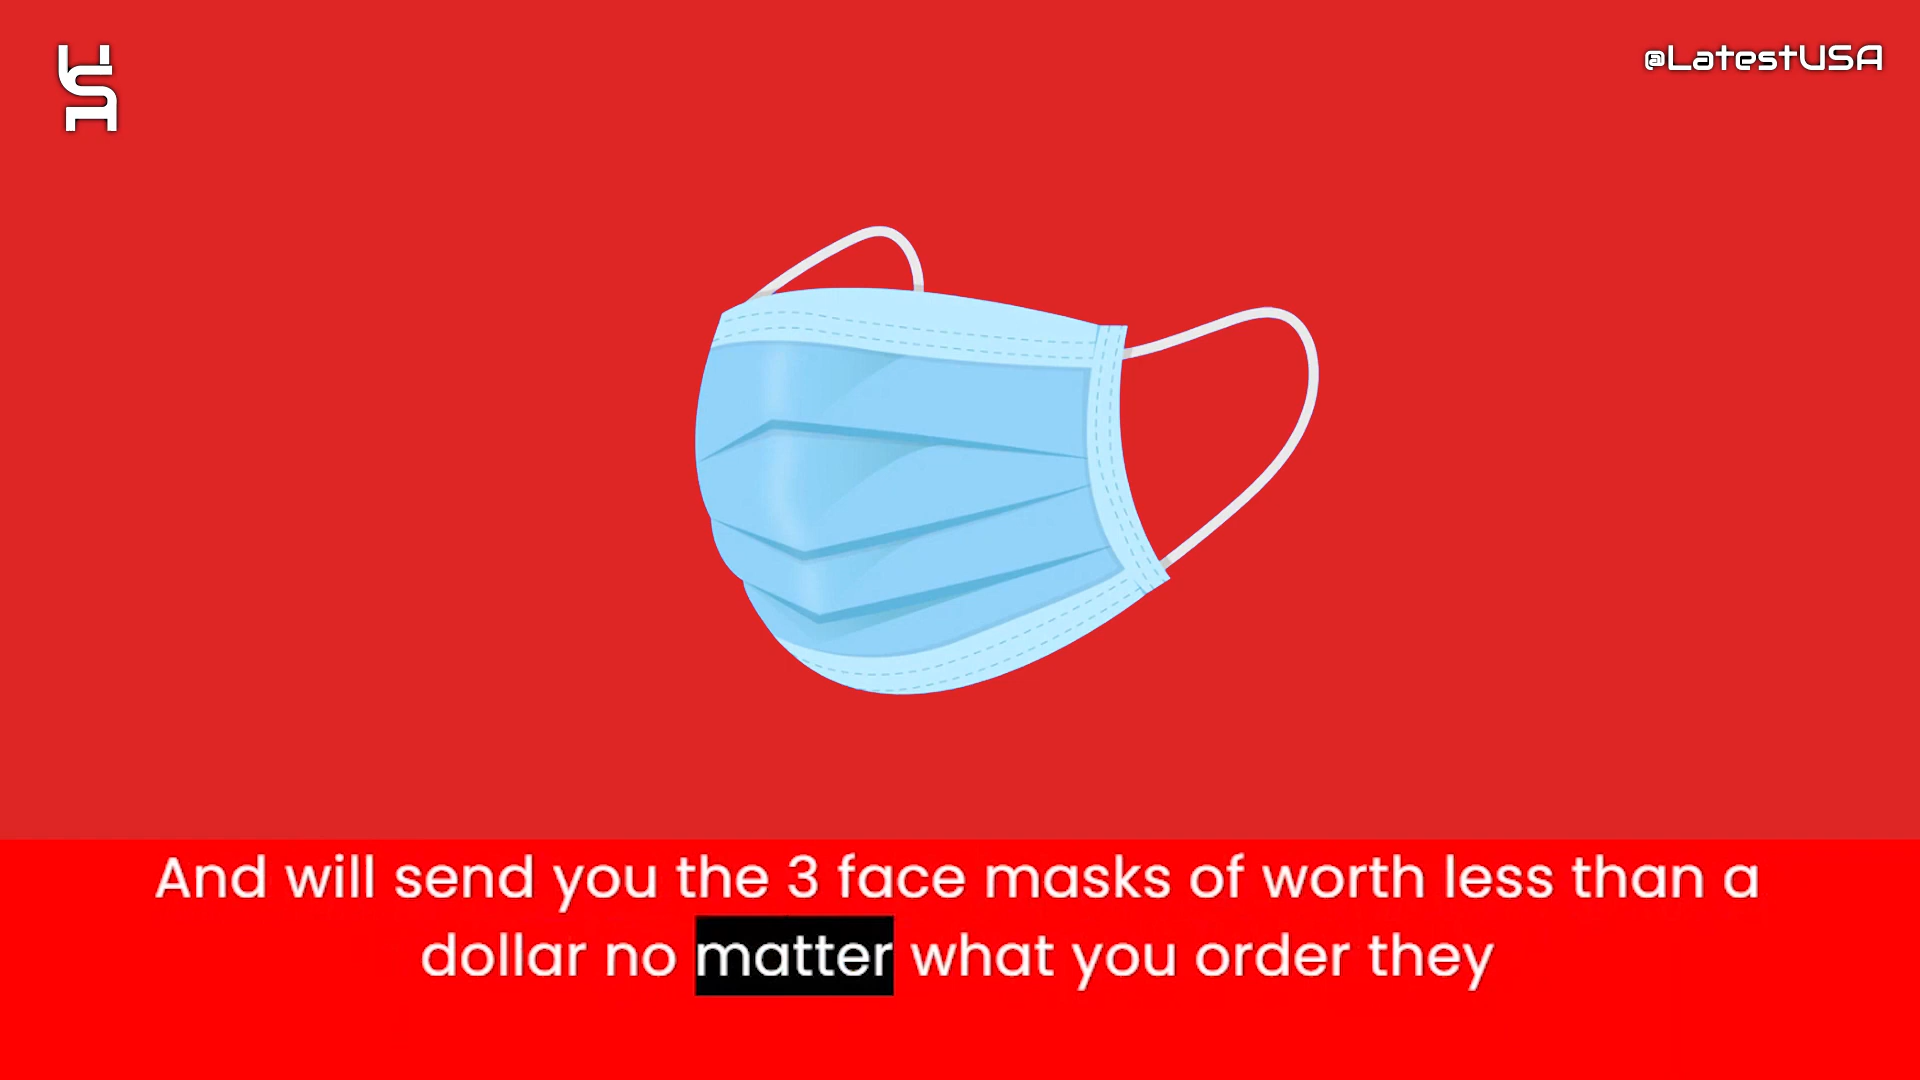 USA
@LatestUSA
And will send you the 3 face masks of worth less than a
dollar no matter what you order they